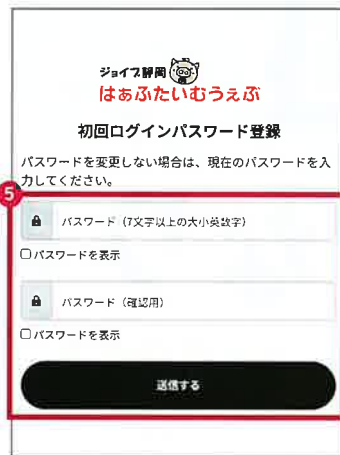 ジョイブ静岡
はあふたいむうぇぶ
初回ログインパスワード登録
パスワードを変更しない場合は、現在のパスワードを入
力してください。
5
パスワード（7文字以上の大小英数字）
パスワードを表示
パスワード（確認用）
パスワードを表示
送信する